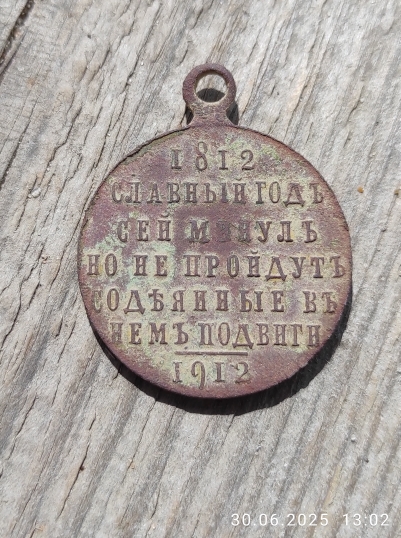 1812
СЛАВНЫЙ ГОДЪ
СЕЙ МИНУЛЪ
НО НЕ ПРОЙДУТЪ
СОДѢЯННЫЕ ВЪ
НЕМЪ ПОДВИГИ
1912
30.06.2025 13:02